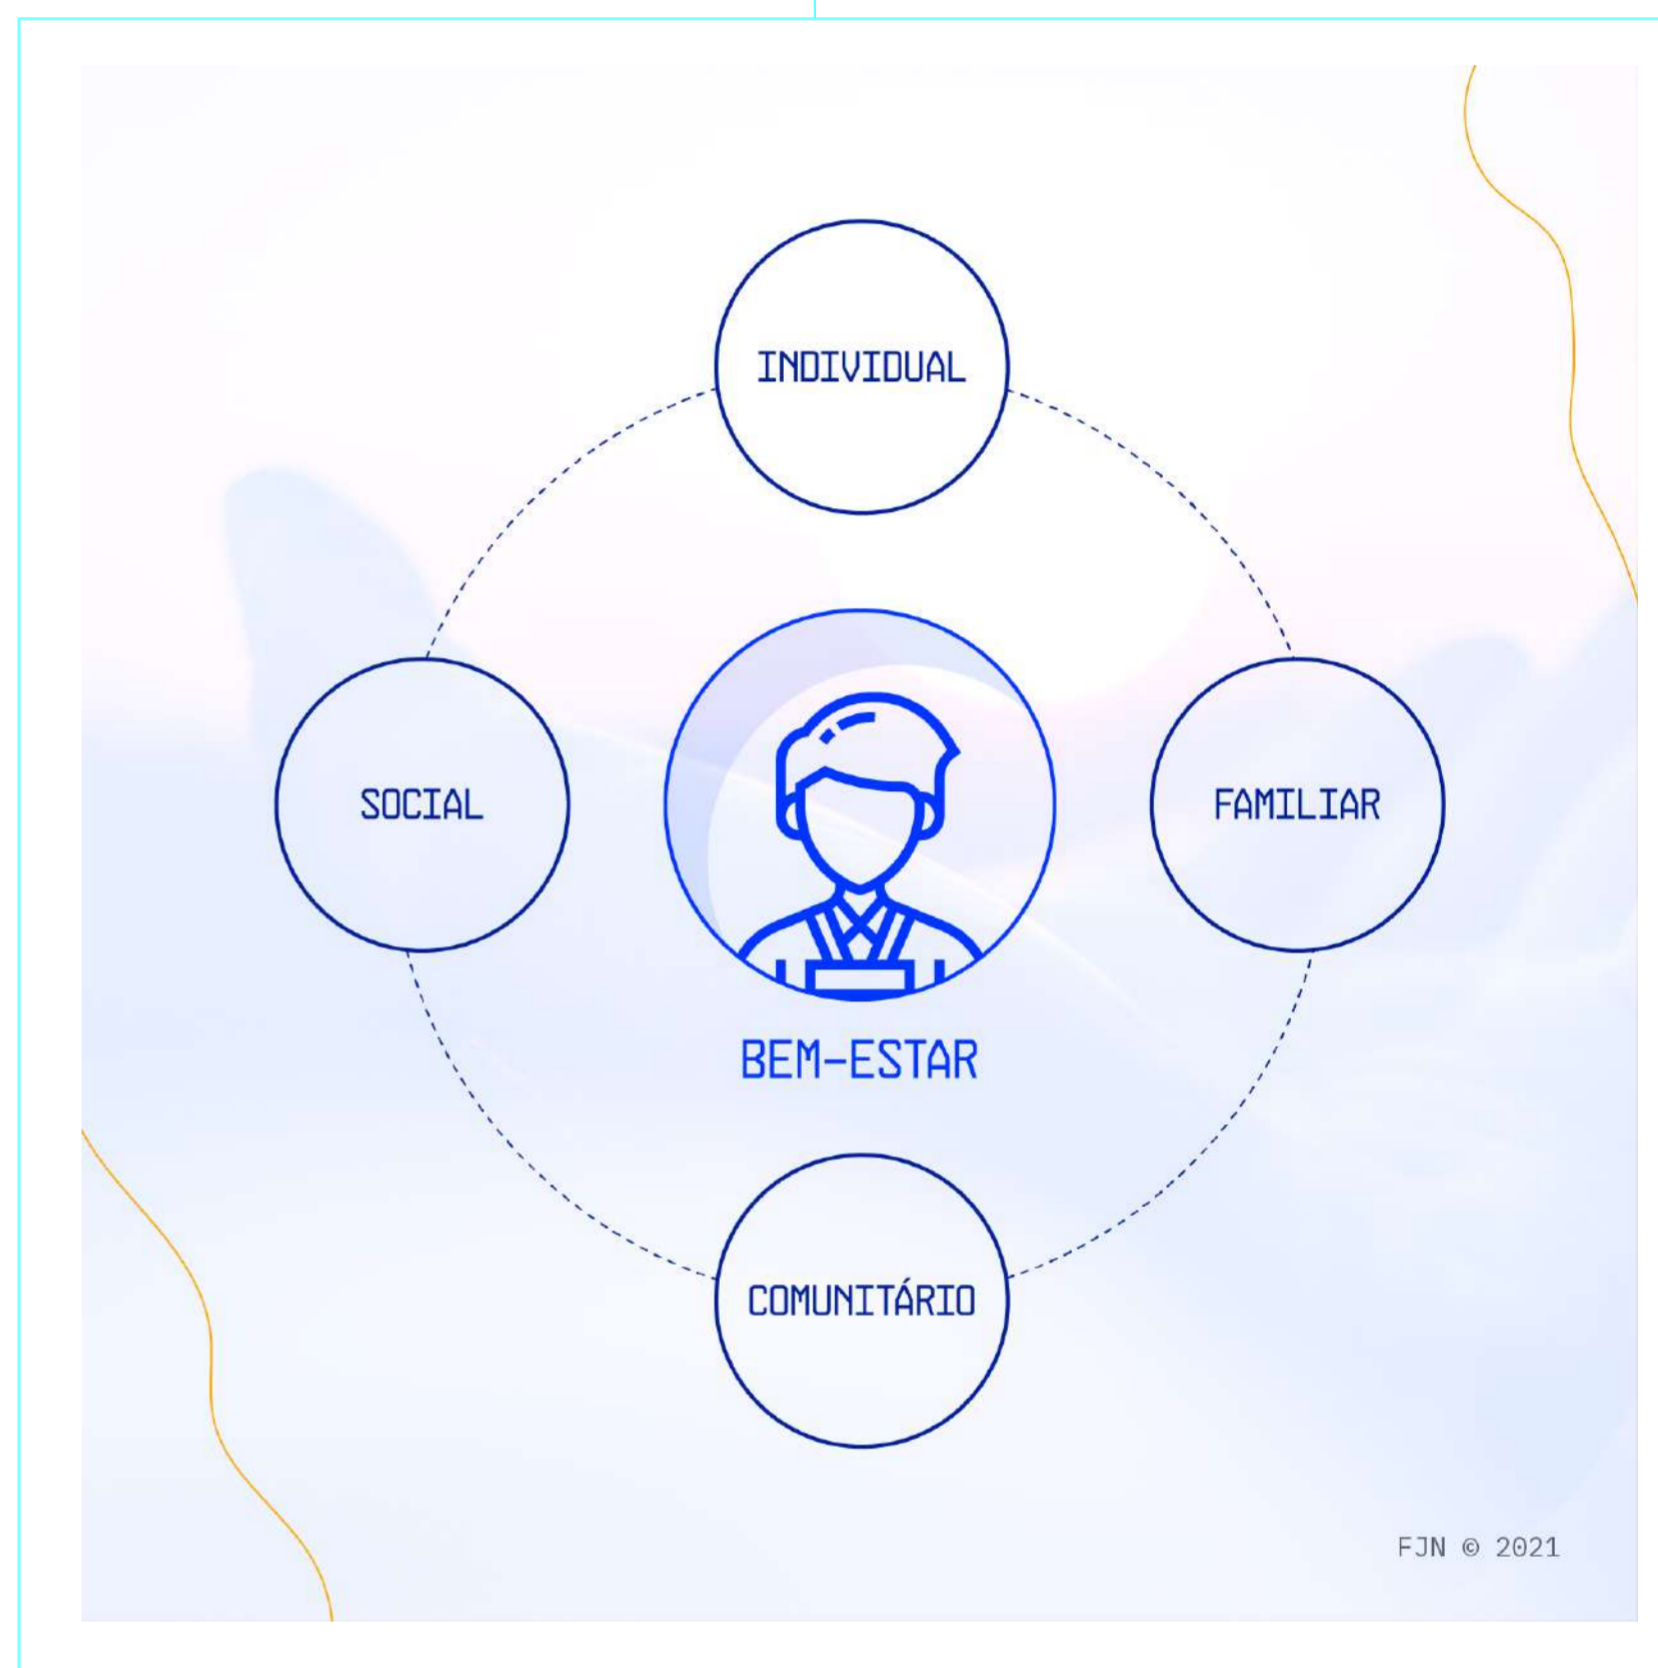 INDIVIDUAL
SOCIAL
FAMILIAR
BEM-ESTAR
COMUNITÁRIO
FJN © 2021